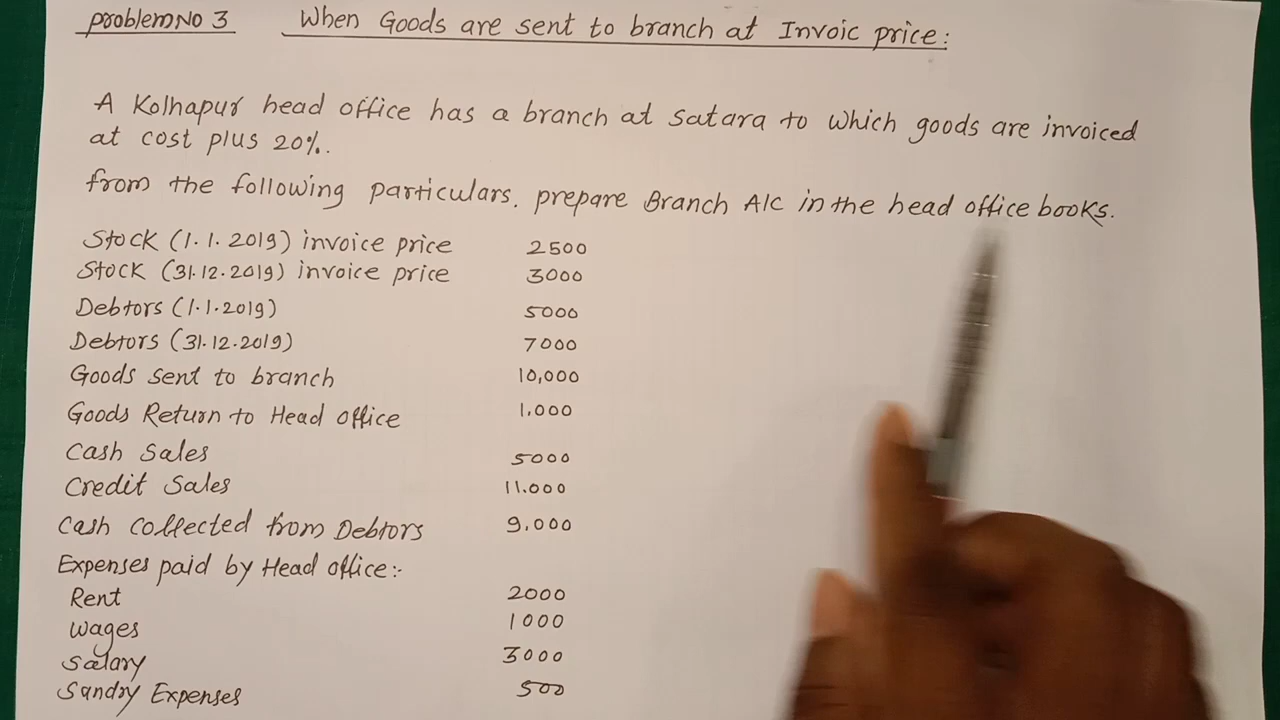 problem No 3 When Goods are sent to branch at Invoic price:
A Kolhapur head office has a branch at Satara to which goods are invoiced
at cost plus 20%.
from the following particulars. prepare Branch A/C in the head office books.
Stock (1.1.2019) invoice price 2500
Stock (31.12.2019) invoice price 3000
Debtors (1.1.2019) 5000
Debtors (31.12.2019) 7000
Goods sent to branch 10,000
Goods Return to Head office 1,000
Cash Sales 5000
Credit Sales 11.000
Cash collected from Debtors 9,000
Expenses paid by Head office:-
Rent 2000
Wages 1000
Salary 3000
Sandry Expenses 500